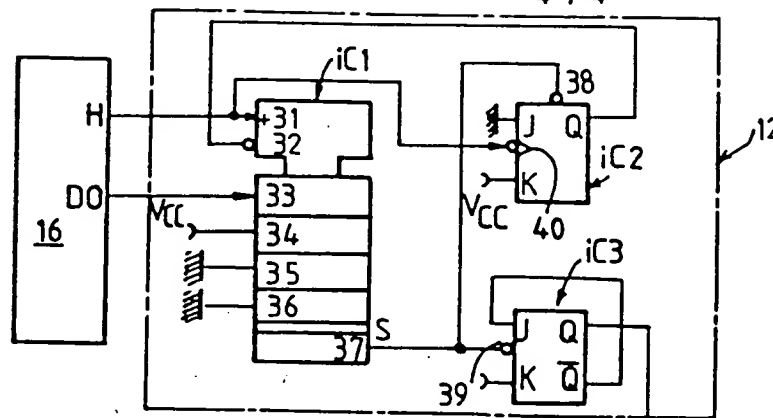 iC1
H
+31
32
38
J Q
12
iC2
DO
33
VCC
K
VCC
40
16
34
35
iC3
36
J Q
S
37
39
K Q̅